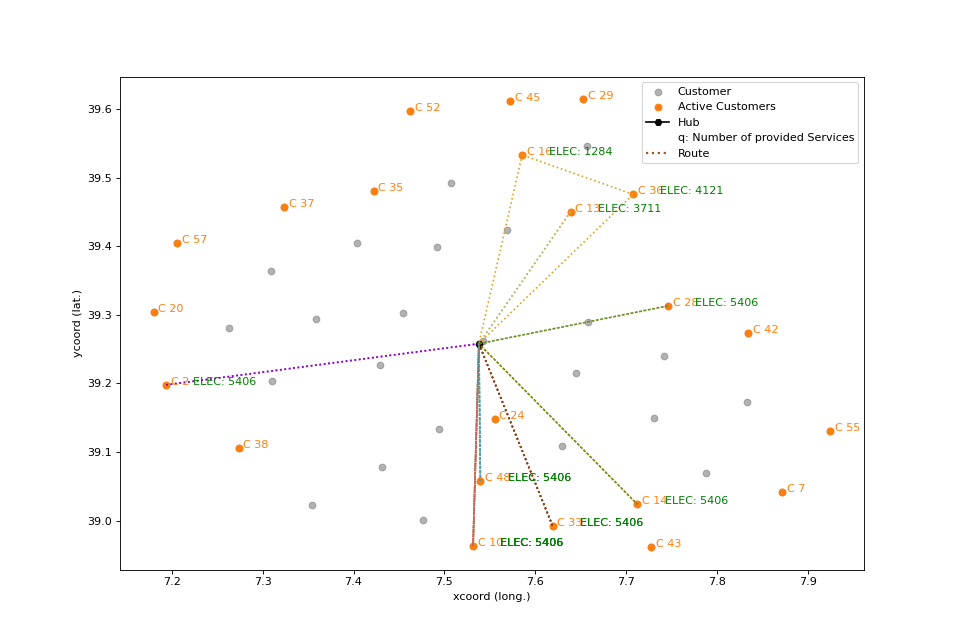 Customer
Active Customers
Hub
q: Number of provided Services
Route
39.6
39.5
39.4
39.3
39.2
39.1
39.0
ycoord (lat.)
C 52
C 45
C 29
C 16 ELEC: 1284
C 35
C 36 ELEC: 4121
C 37
C 13 ELEC: 3711
C 57
C 20
C 28 ELEC: 5406
C 42
C 2 ELEC: 5406
C 24
C 55
C 38
C 48 ELEC: 5406
C 7
C 14 ELEC: 5406
C 33 ELEC: 5406
C 10 ELEC: 5406
C 43
7.2 7.3 7.4 7.5 7.6 7.7 7.8 7.9
xcoord (long.)